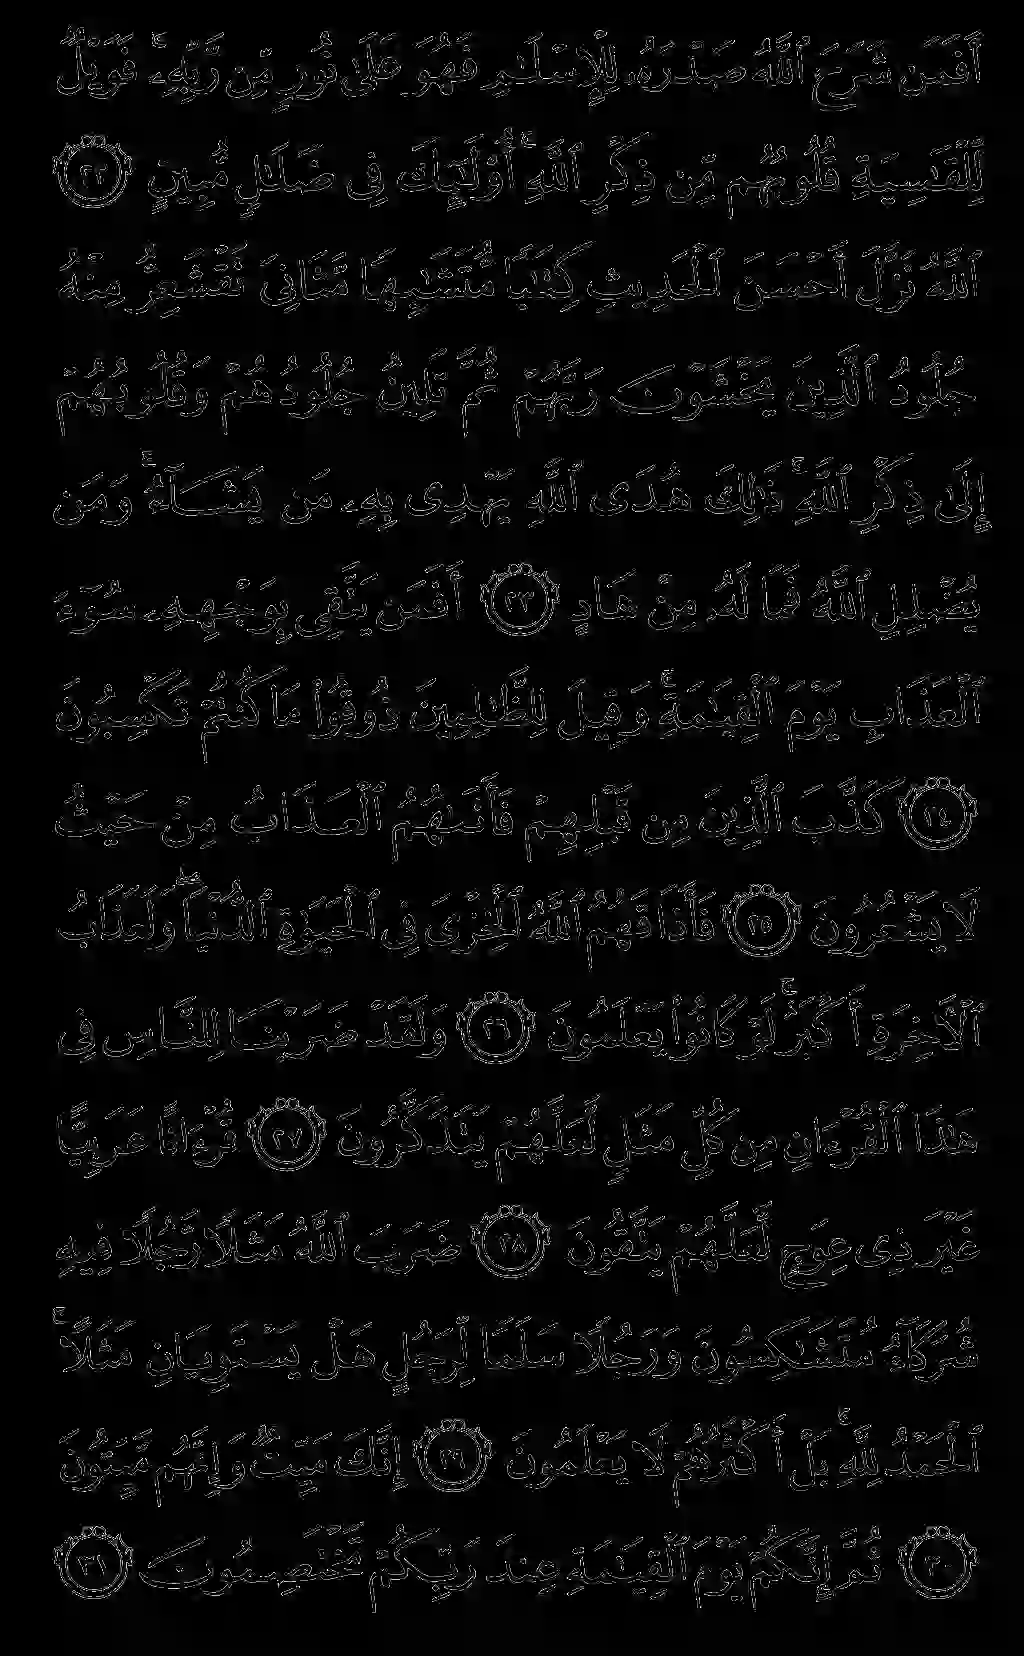 أَفَمَن شَرَحَ ٱللَّهُ صَدْرَهُۥ لِلْإِسْلَٰمِ فَهُوَ عَلَىٰ نُورٍ مِّن رَّبِّهِۦ ۚ فَوَيْلٌ
لِّلْقَٰسِيَةِ قُلُوبُهُم مِّن ذِكْرِ ٱللَّهِ ۚ أُو۟لَٰٓئِكَ فِى ضَلَٰلٍ مُّبِينٍ ٢٢
ٱللَّهُ نَزَّلَ أَحْسَنَ ٱلْحَدِيثِ كِتَٰبًا مُّتَشَٰبِهًا مَّثَانِىَ تَقْشَعِرُّ مِنْهُ
جُلُودُ ٱلَّذِينَ يَخْشَوْنَ رَبَّهُمْ ثُمَّ تَلِينُ جُلُودُهُمْ وَقُلُوبُهُمْ
إِلَىٰ ذِكْرِ ٱللَّهِ ۚ ذَٰلِكَ هُدَى ٱللَّهِ يَهْدِى بِهِۦ مَن يَشَآءُ ۚ وَمَن
يُضْلِلِ ٱللَّهُ فَمَا لَهُۥ مِنْ هَادٍ ٢٣ أَفَمَن يَتَّقِى بِوَجْهِهِۦ سُوٓءَ
ٱلْعَذَابِ يَوْمَ ٱلْقِيَٰمَةِ ۚ وَقِيلَ لِلظَّٰلِمِينَ ذُوقُوا۟ مَا كُنتُمْ تَكْسِبُونَ
٢٤ كَذَّبَ ٱلَّذِينَ مِن قَبْلِهِمْ فَأَتَىٰهُمُ ٱلْعَذَابُ مِنْ حَيْثُ
لَا يَشْعُرُونَ ٢٥ فَأَذَاقَهُمُ ٱللَّهُ ٱلْخِزْىَ فِى ٱلْحَيَوٰةِ ٱلدُّنْيَا ۖ وَلَعَذَابُ
ٱلْءَاخِرَةِ أَكْبَرُ ۚ لَوْ كَانُوا۟ يَعْلَمُونَ ٢٦ وَلَقَدْ ضَرَبْنَا لِلنَّاسِ فِى
هَٰذَا ٱلْقُرْءَانِ مِن كُلِّ مَثَلٍ لَّعَلَّهُمْ يَتَذَكَّرُونَ ٢٧ قُرْءَانًا عَرَبِيًّا
غَيْرَ ذِى عِوَجٍ لَّعَلَّهُمْ يَتَّقُونَ ٢٨ ضَرَبَ ٱللَّهُ مَثَلًا رَّجُلًا فِيهِ
شُرَكَآءُ مُتَشَٰكِسُونَ وَرَجُلًا سَلَمًا لِّرَجُلٍ هَلْ يَسْتَوِيَانِ مَثَلًا ۚ
ٱلْحَمْدُ لِلَّهِ ۚ بَلْ أَكْثَرُهُمْ لَا يَعْلَمُونَ ٢٩ إِنَّكَ مَيِّتٌ وَإِنَّهُم مَّيِّتُونَ
٣٠ ثُمَّ إِنَّكُمْ يَوْمَ ٱلْقِيَٰمَةِ عِندَ رَبِّكُمْ تَخْتَصِمُونَ ٣١